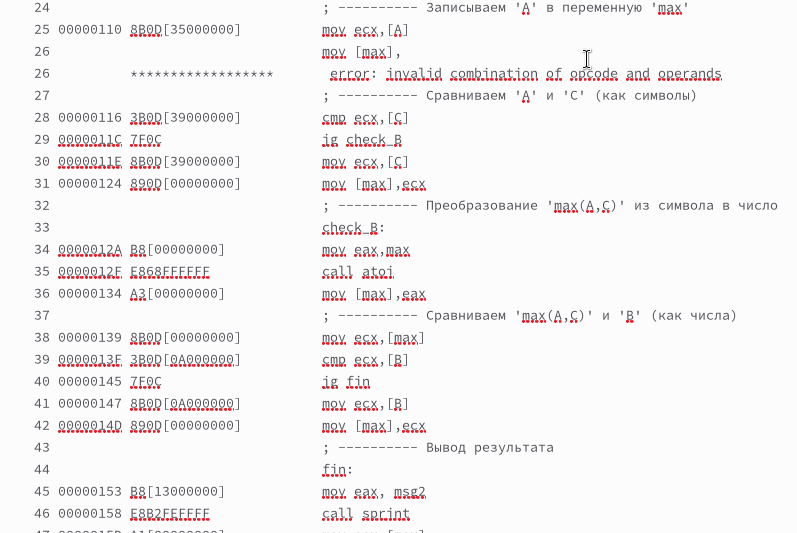 24 ; ---------- Записываем 'A' в переменную 'max'
25 00000110 8B0D[35000000] mov ecx,[A]
26 mov [max],
26 ****************** error: invalid combination of opcode and operands
27 ; ---------- Сравниваем 'A' и 'C' (как символы)
28 00000116 3B0D[39000000] cmp ecx,[C]
29 0000011C 7F0C jg check_B
30 0000011E 8B0D[39000000] mov ecx,[C]
31 00000124 890D[00000000] mov [max],ecx
32 ; ---------- Преобразование 'max(A,C)' из символа в число
33 check_B:
34 0000012A B8[00000000] mov eax,max
35 0000012F E868FFFFFF call atoi
36 00000134 A3[00000000] mov [max],eax
37 ; ---------- Сравниваем 'max(A,C)' и 'B' (как числа)
38 00000139 8B0D[00000000] mov ecx,[max]
39 0000013F 3B0D[0A000000] cmp ecx,[B]
40 00000145 7F0C jg fin
41 00000147 8B0D[0A000000] mov ecx,[B]
42 0000014D 890D[00000000] mov [max],ecx
43 ; ---------- Вывод результата
44 fin:
45 00000153 B8[13000000] mov eax, msg2
46 00000158 E8B2FEFFFF call sprint